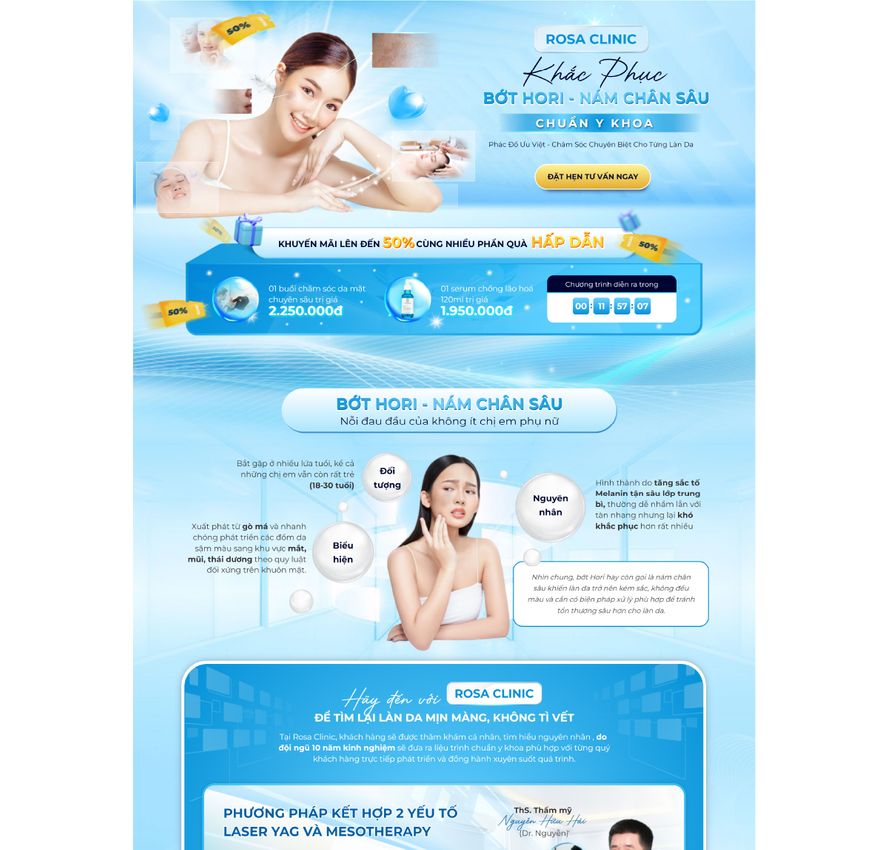 50%
ROSA CLINIC
Khắc Phục
BỚT HORI - NÁM CHÂN SÂU
CHUẨN Y KHOA
Phác Đồ Ưu Việt - Chăm Sóc Chuyên Biệt Cho Từng Làn Da
ĐẶT HẸN TƯ VẤN NGAY
50%
KHUYẾN MÃI LÊN ĐẾN 50% CÙNG NHIỀU PHẦN QUÀ HẤP DẪN
50%
01 buổi chăm sóc da mặt
chuyên sâu trị giá
2.250.000đ
01 serum chống lão hoá
120ml trị giá
1.950.000đ
Chương trình diễn ra trong
00 : 11 : 57 : 07
50%
BỚT HORI - NÁM CHÂN SÂU
Nỗi đau đầu của không ít chị em phụ nữ
Bắt gặp ở nhiều lứa tuổi, kể cả
những chị em vẫn còn rất trẻ
(18-30 tuổi)
Đối
tượng
Xuất phát từ gò má và nhanh
chóng phát triển các đốm da
sậm màu sang khu vực mắt,
mũi, thái dương theo quy luật
đối xứng trên khuôn mặt.
Biểu
hiện
Nguyên
nhân
Hình thành do tăng sắc tố
Melanin tận sâu lớp trung
bì, thường dễ nhầm lẫn với
tàn nhang nhưng lại khó
khắc phục hơn rất nhiều
Nhìn chung, bớt Hori hay còn gọi là nám chân
sâu khiến làn da trở nên kém sắc, không đều
màu và cần có biện pháp xử lý phù hợp để tránh
tổn thương sâu hơn cho làn da.
Hãy đến với ROSA CLINIC
ĐỂ TÌM LẠI LÀN DA MỊN MÀNG, KHÔNG TÌ VẾT
Tại Rosa Clinic, khách hàng sẽ được thăm khám cá nhân, tìm hiểu nguyên nhân , do
đội ngũ 10 năm kinh nghiệm sẽ đưa ra liệu trình chuẩn y khoa phù hợp với từng quý
khách hàng trực tiếp phát triển và đồng hành xuyên suốt quá trình.
PHƯƠNG PHÁP KẾT HỢP 2 YẾU TỐ
LASER YAG VÀ MESOTHERAPY
ThS. Thẩm mỹ
Nguyễn Hữu Hải
(Dr. Nguyên)